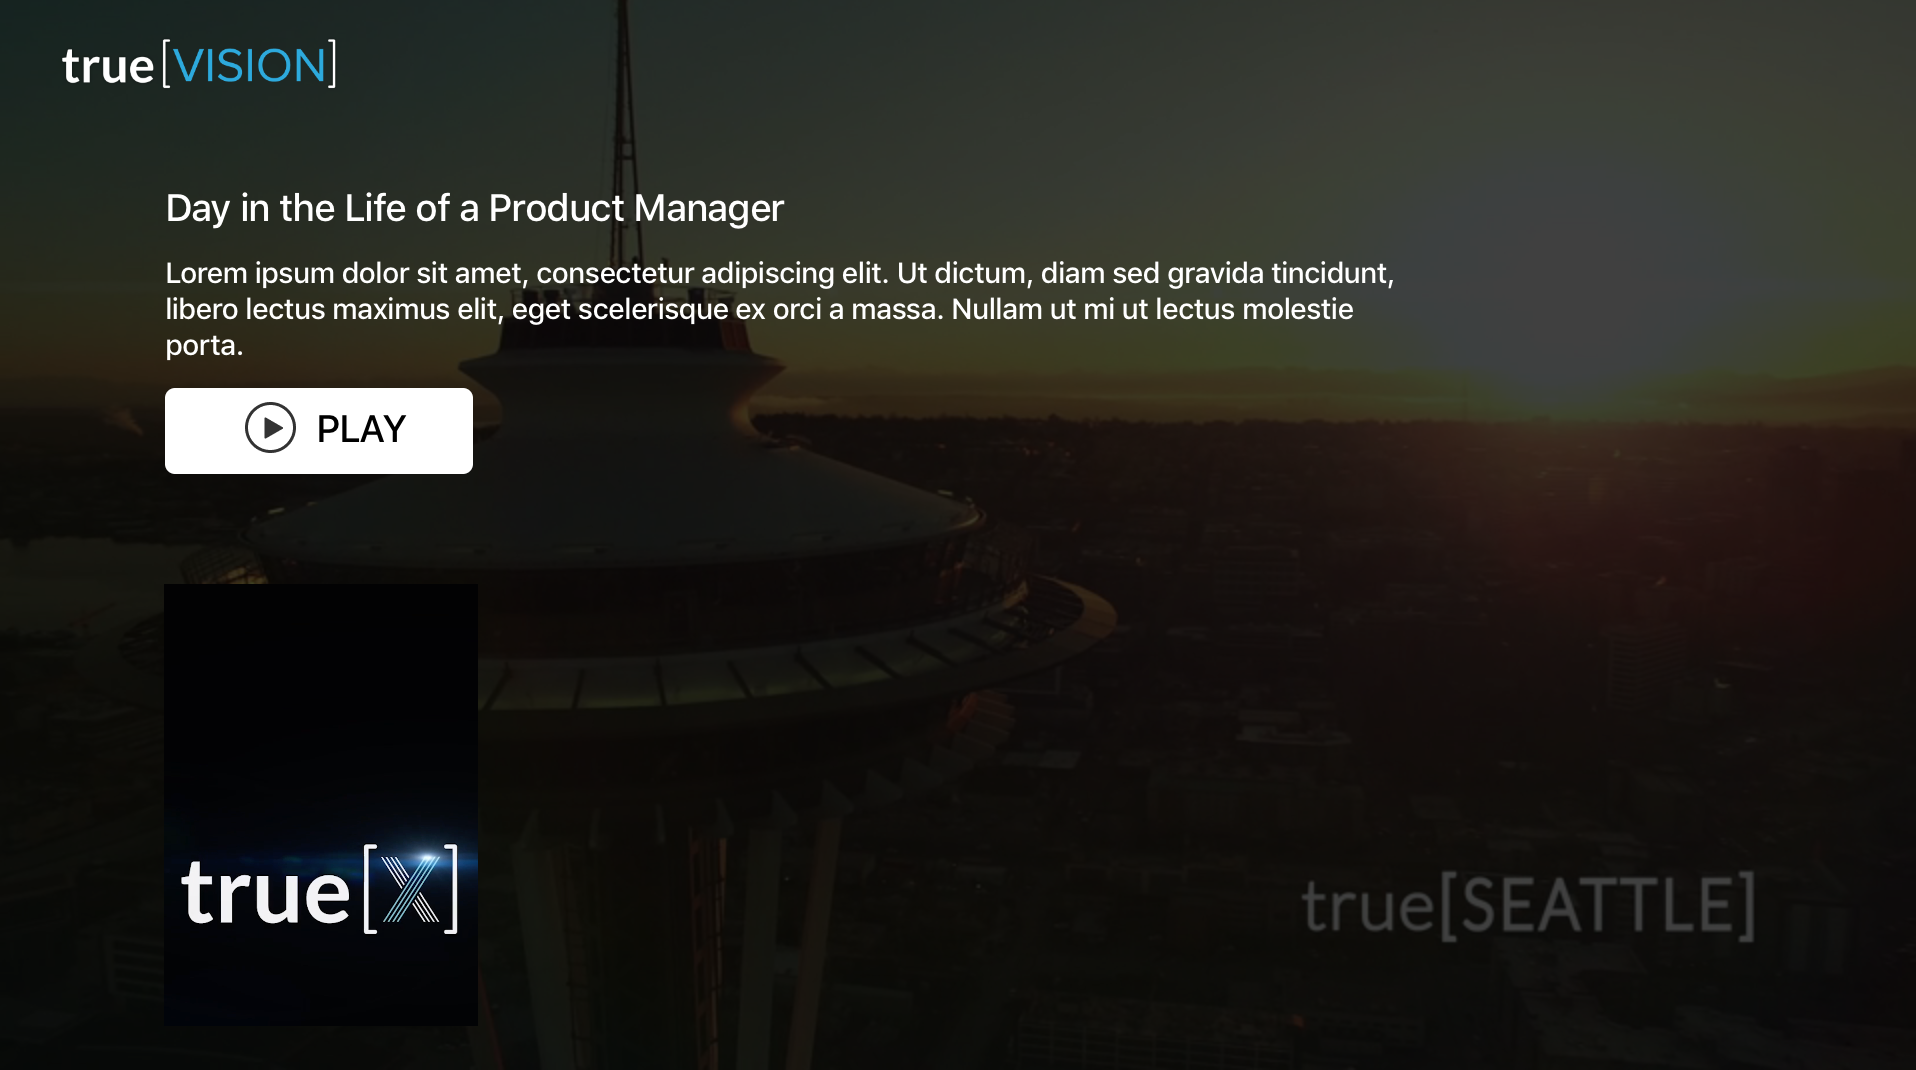 true[VISION]
Day in the Life of a Product Manager
Lorem ipsum dolor sit amet, consectetur adipiscing elit. Ut dictum, diam sed gravida tincidunt,
libero lectus maximus elit, eget scelerisque ex orci a massa. Nullam ut mi ut lectus molestie
porta.
PLAY
true[X]
true[SEATTLE]